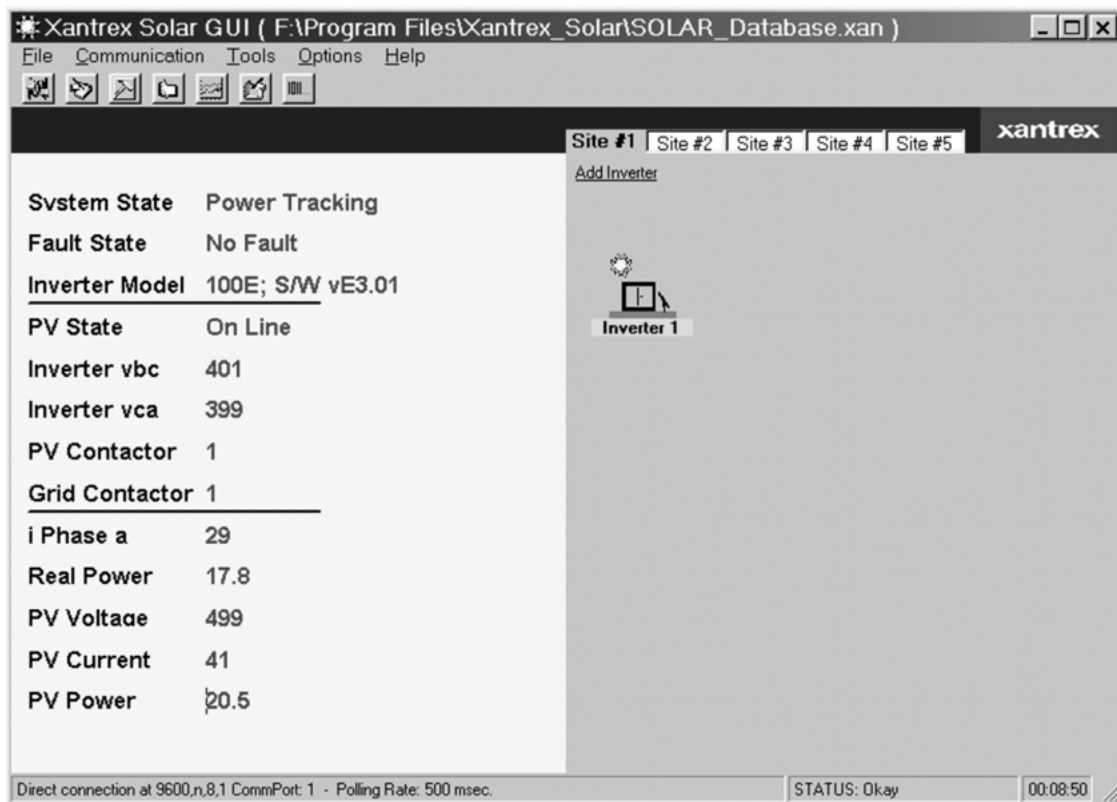 Xantrex Solar GUI ( F:\Program Files\Xantrex_Solar\SOLAR_Database.xan )
File Communication Tools Options Help
xantrex
Site #1 Site #2 Site #3 Site #4 Site #5
Add Inverter
System State Power Tracking
Fault State No Fault
Inverter Model 100E; S/W vE3.01
PV State On Line
Inverter 1
Inverter vbc 401
Inverter vca 399
PV Contactor 1
Grid Contactor 1
i Phase a 29
Real Power 17.8
PV Voltage 499
PV Current 41
PV Power 20.5
Direct connection at 9600,n,8,1 CommPort: 1 - Polling Rate: 500 msec. STATUS: Okay 00:08:50